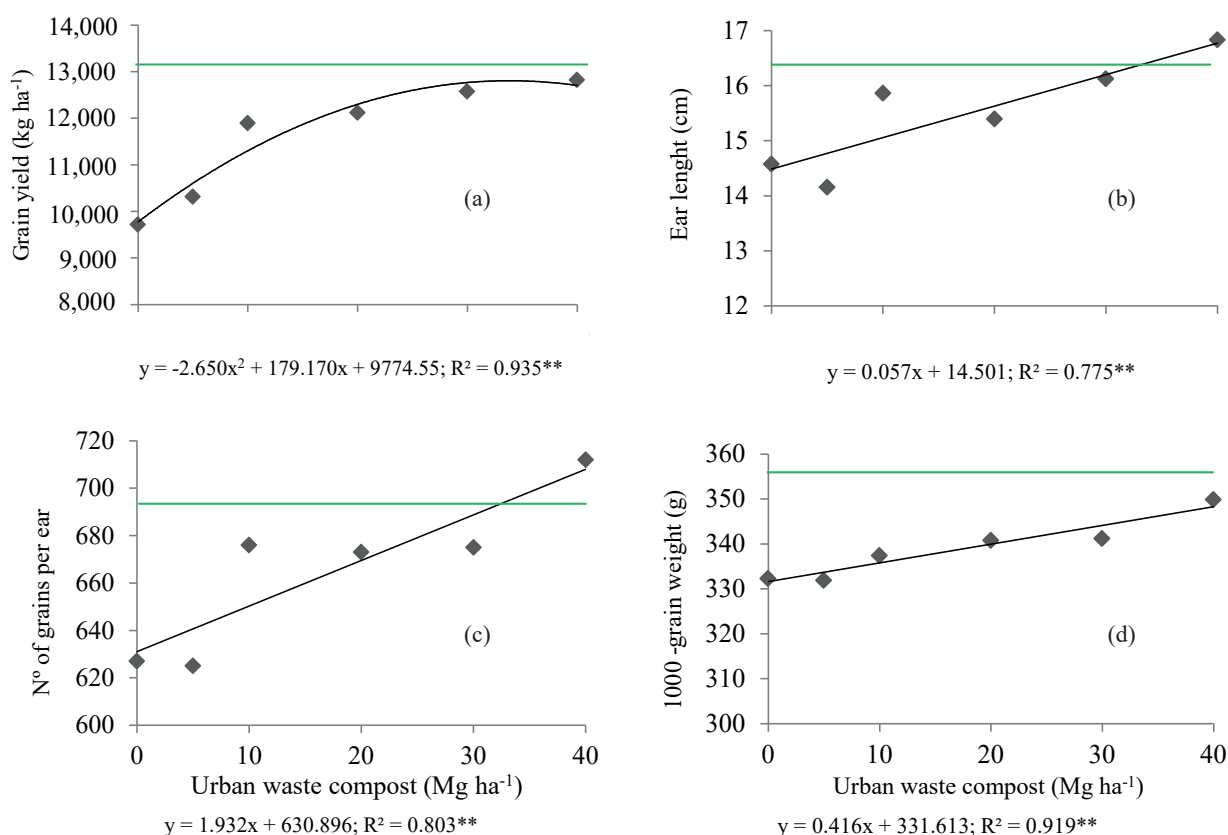 14,000
13,000
12,000
11,000
10,000
9,000
8,000
Grain yield (kg ha⁻¹)
(a)
y = -2.650x² + 179.170x + 9774.55; R² = 0.935**
17
16
15
14
13
12
Ear lenght (cm)
(b)
y = 0.057x + 14.501; R² = 0.775**
720
700
680
660
640
620
600
Nº of grains per ear
(c)
0 10 20 30 40
Urban waste compost (Mg ha⁻¹)
y = 1.932x + 630.896; R² = 0.803**
360
350
340
330
320
310
300
1000 -grain weight (g)
(d)
0 10 20 30 40
Urban waste compost (Mg ha⁻¹)
y = 0.416x + 331.613; R² = 0.919**